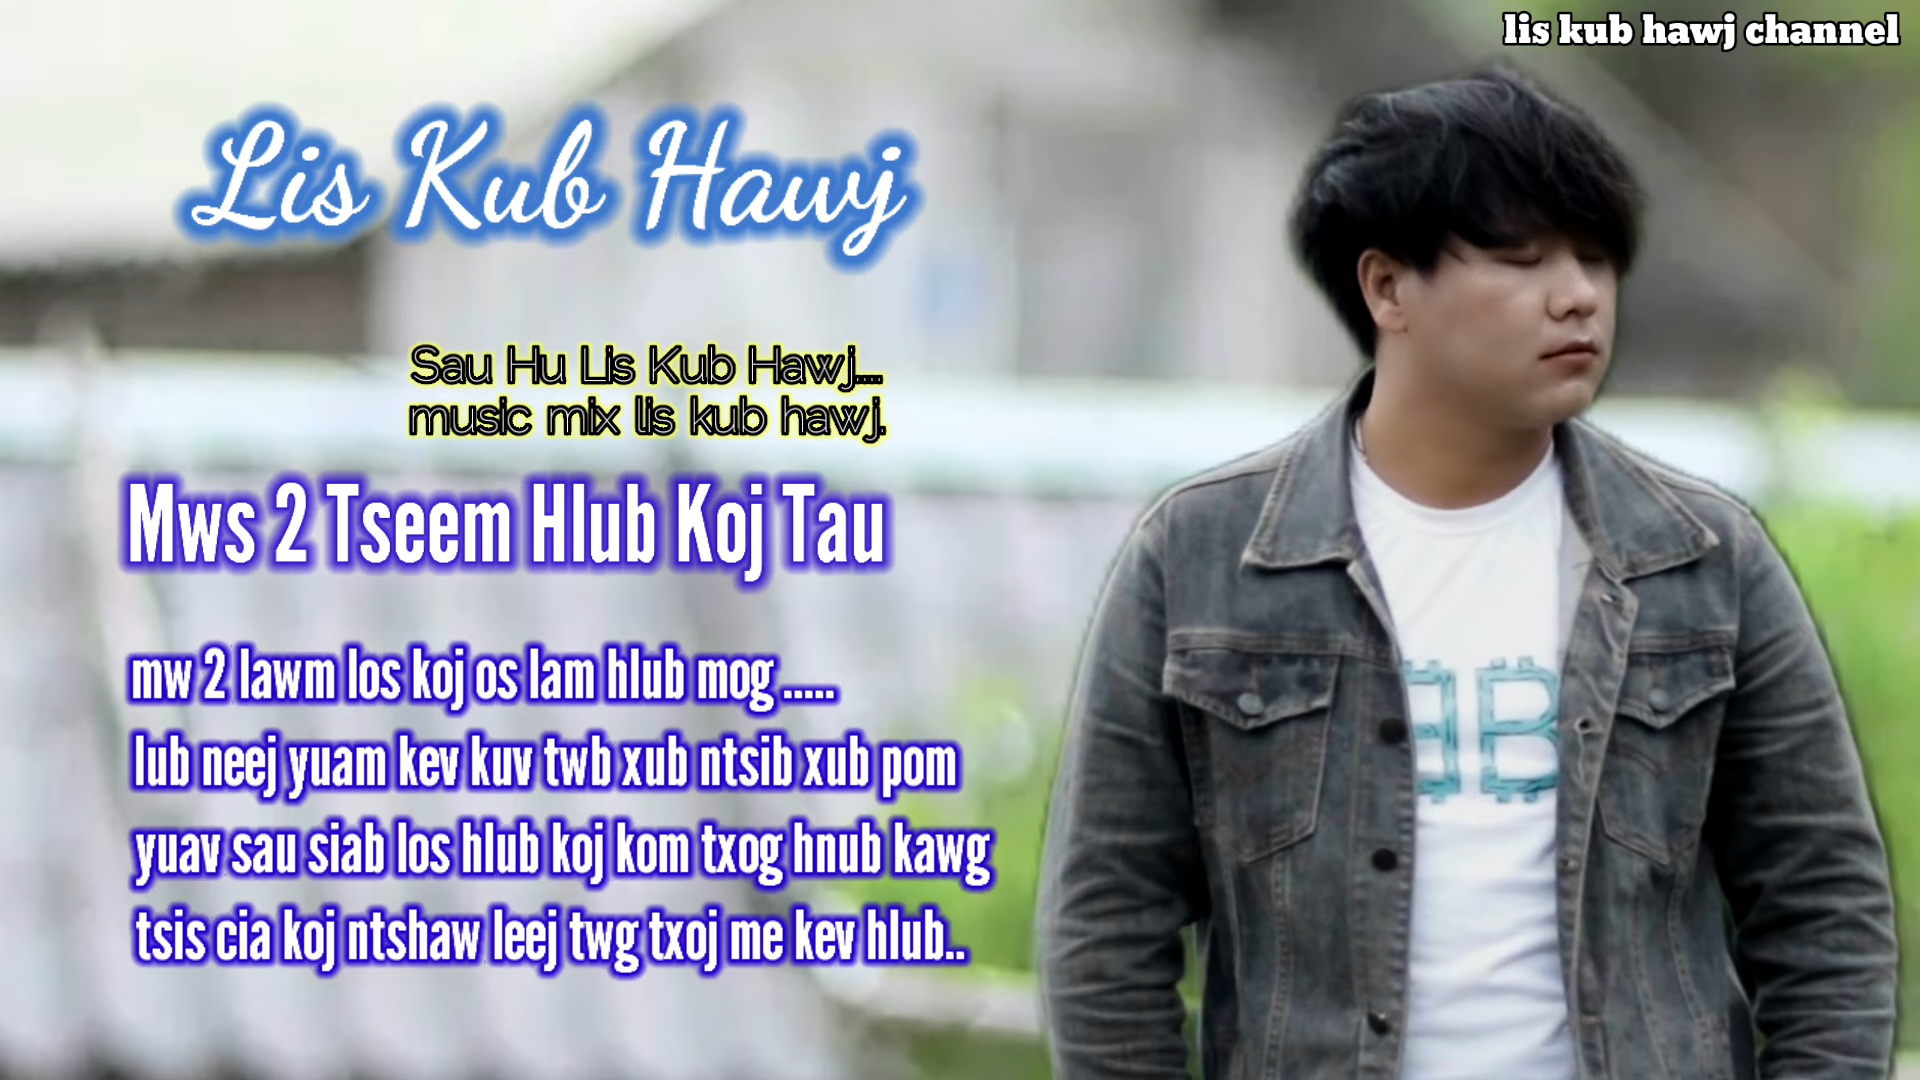 lis kub hawj channel
Lis Kub Hawj
Sau Hu Lis Kub Hawj....
music mix lis kub hawj.
Mws 2 Tseem Hlub Koj Tau
mw 2 lawm los koj os lam hlub mog .....
lub neej yuam kev kuv twb xub ntsib xub pom
yuav sau siab los hlub koj kom txog hnub kawg
tsis cia koj ntshaw leej twg txoj me kev hlub..